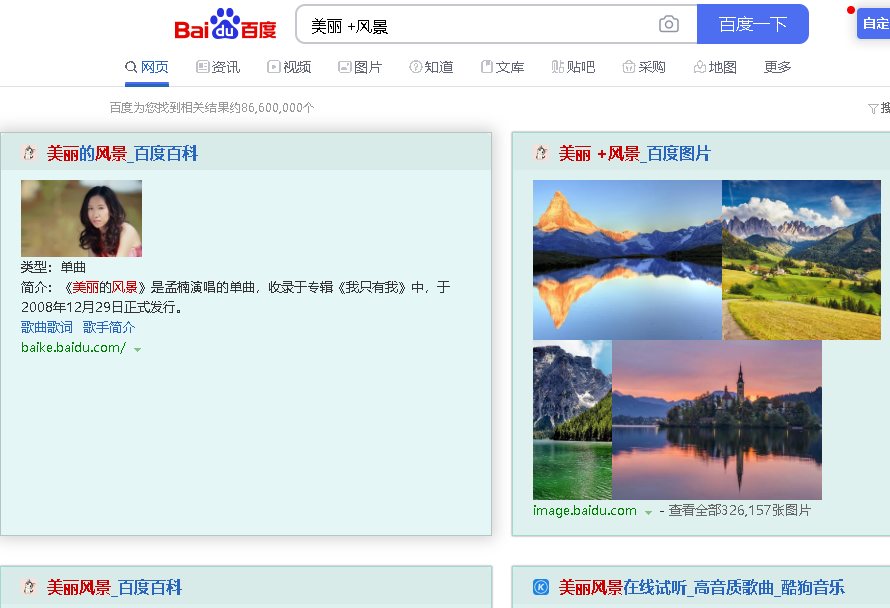 Bai du 百度
美丽 +风景
百度一下
自定
网页 资讯 视频 图片 知道 文库 贴吧 采购 地图 更多
百度为您找到相关结果约86,600,000个
搜
美丽的风景_百度百科
类型：单曲
简介：《美丽的风景》是孟楠演唱的单曲，收录于专辑《我只有我》中，于
2008年12月29日正式发行。
歌曲歌词 歌手简介
baike.baidu.com/
美丽 +风景_百度图片
image.baidu.com - 查看全部326,157张图片
美丽风景_百度百科
美丽风景在线试听_高音质歌曲_酷狗音乐